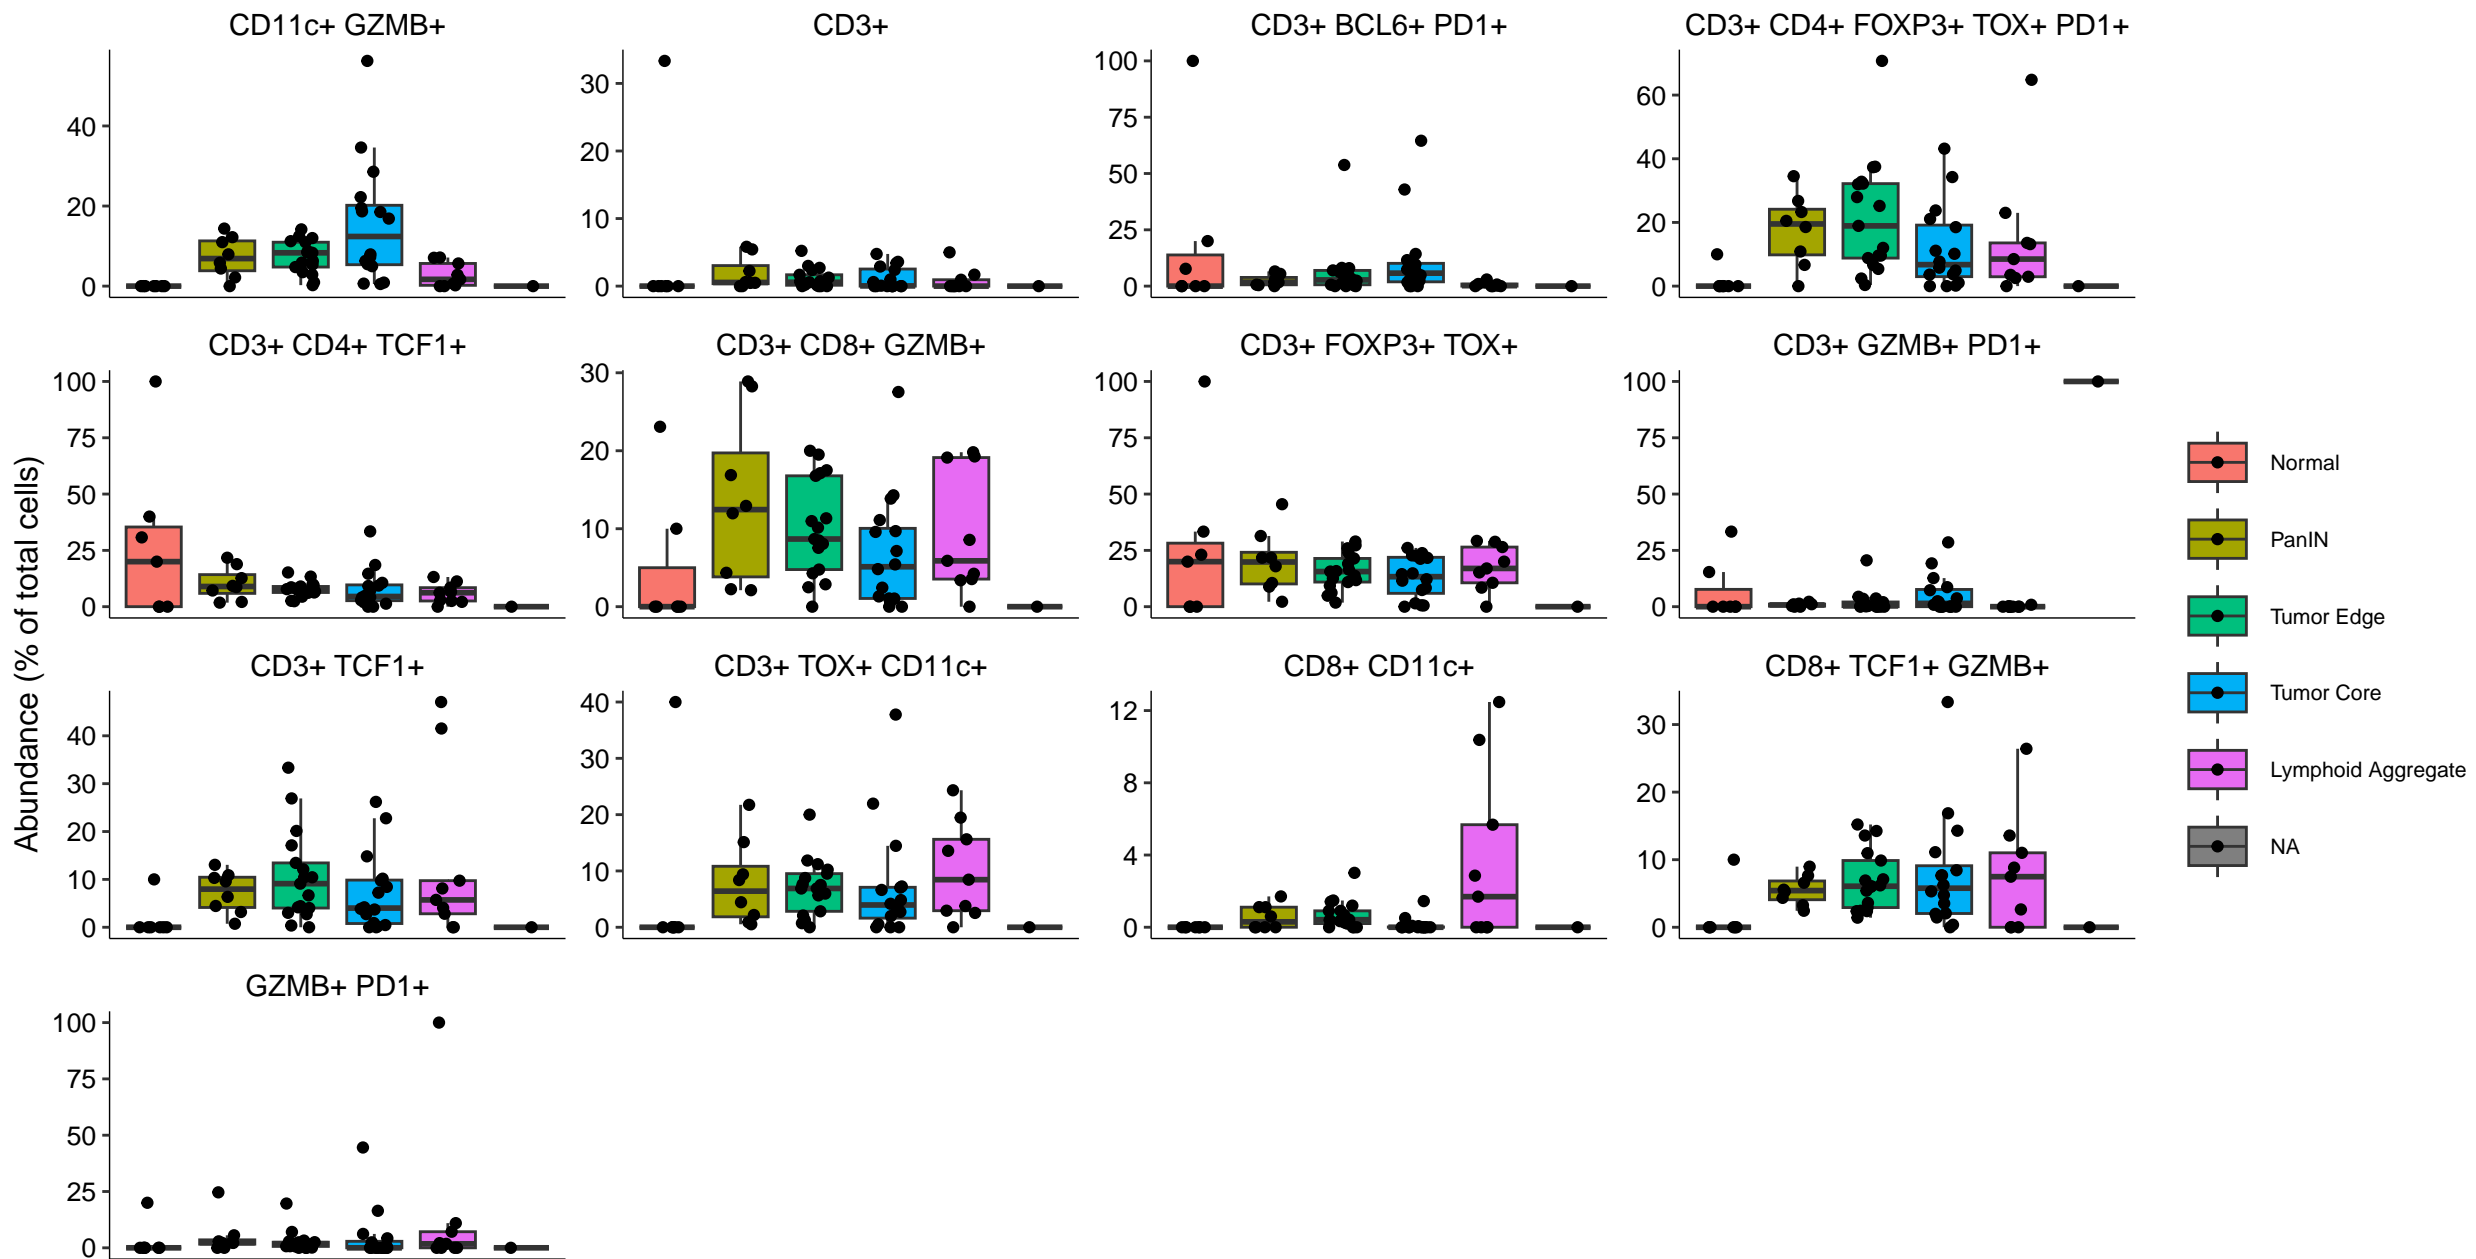 CD11c+ GZMB+
CD3+
CD3+ BCL6+ PD1+
CD3+ CD4+ FOXP3+ TOX+ PD1+
40
20
0
30
20
10
0
100
75
50
25
0
60
40
20
0
CD3+ CD4+ TCF1+
CD3+ CD8+ GZMB+
CD3+ FOXP3+ TOX+
CD3+ GZMB+ PD1+
100
75
50
25
0
30
20
10
0
100
75
50
25
0
100
75
50
25
0
CD3+ TCF1+
CD3+ TOX+ CD11c+
CD8+ CD11c+
CD8+ TCF1+ GZMB+
40
30
20
10
0
40
30
20
10
0
12
8
4
0
30
20
10
0
GZMB+ PD1+
100
75
50
25
0
Abundance (% of total cells)
Normal
PanIN
Tumor Edge
Tumor Core
Lymphoid Aggregate
NA